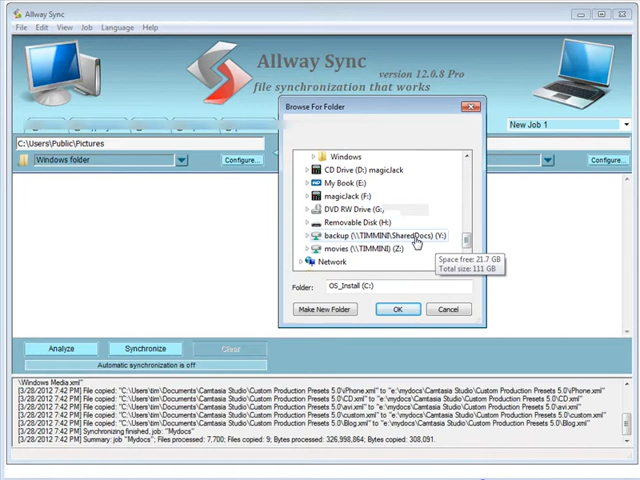 Allway Sync
File Edit View Job Language Help
Allway Sync
version 12.0.8 Pro
file synchronization that works
Browse For Folder
New Job 1
C:\Users\Public\Pictures
Windows folder
Configure...
Configure...
Windows
CD Drive (D:) magicJack
My Book (E:)
magicJack (F:)
DVD RW Drive (G:)
Removable Disk (H:)
backup (\\TIMMINI\SharedDocs) (Y:)
movies (\\TIMMINI) (Z:)
Network
Space free: 21.7 GB
Total size: 111 GB
Folder: OS_Install (C:)
Make New Folder OK Cancel
Analyze Synchronize Clear
Automatic synchronization is off
\Windows Media.xml"
[3/28/2012 7:42 PM] File copied: "C:\Users\tim\Documents\Camtasia Studio\Custom Production Presets 5.0\iPhone.xml" to "e:\mydocs\Camtasia Studio\Custom Production Presets 5.0\iPhone.xml"
[3/28/2012 7:42 PM] File copied: "C:\Users\tim\Documents\Camtasia Studio\Custom Production Presets 5.0\CD.xml" to "e:\mydocs\Camtasia Studio\Custom Production Presets 5.0\CD.xml"
[3/28/2012 7:42 PM] File copied: "C:\Users\tim\Documents\Camtasia Studio\Custom Production Presets 5.0\avi.xml" to "e:\mydocs\Camtasia Studio\Custom Production Presets 5.0\avi.xml"
[3/28/2012 7:42 PM] File copied: "C:\Users\tim\Documents\Camtasia Studio\Custom Production Presets 5.0\custom.xml" to "e:\mydocs\Camtasia Studio\Custom Production Presets 5.0\custom.xml"
[3/28/2012 7:42 PM] File copied: "C:\Users\tim\Documents\Camtasia Studio\Custom Production Presets 5.0\Blog.xml" to "e:\mydocs\Camtasia Studio\Custom Production Presets 5.0\Blog.xml"
[3/28/2012 7:42 PM] Synchronizing finished, job: "Mydocs"
[3/28/2012 7:42 PM] Summary: job "Mydocs"; Files processed: 7,700; Files copied: 9; Bytes processed: 326,998,864; Bytes copied: 308,091.